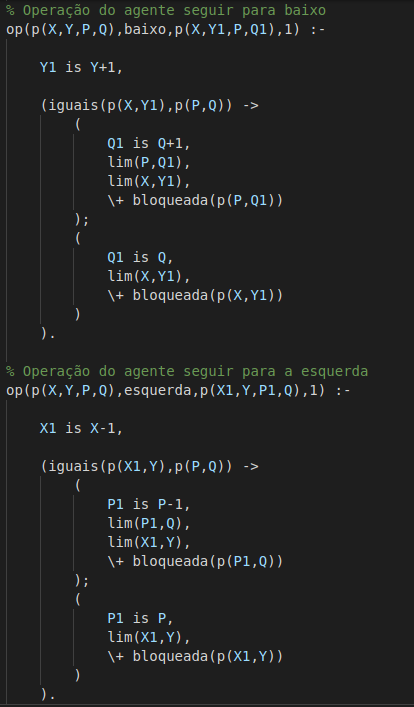 % Operação do agente seguir para baixo
op(p(X,Y,P,Q),baixo,p(X,Y1,P,Q1),1) :-
Y1 is Y+1,
(iguais(p(X,Y1),p(P,Q)) ->
(
Q1 is Q+1,
lim(P,Q1),
lim(X,Y1),
\+ bloqueada(p(P,Q1))
);
(
Q1 is Q,
lim(X,Y1),
\+ bloqueada(p(X,Y1))
)
).
% Operação do agente seguir para a esquerda
op(p(X,Y,P,Q),esquerda,p(X1,Y,P1,Q),1) :-
X1 is X-1,
(iguais(p(X1,Y),p(P,Q)) ->
(
P1 is P-1,
lim(P1,Q),
lim(X1,Y),
\+ bloqueada(p(P1,Q))
);
(
P1 is P,
lim(X1,Y),
\+ bloqueada(p(X1,Y))
)
).